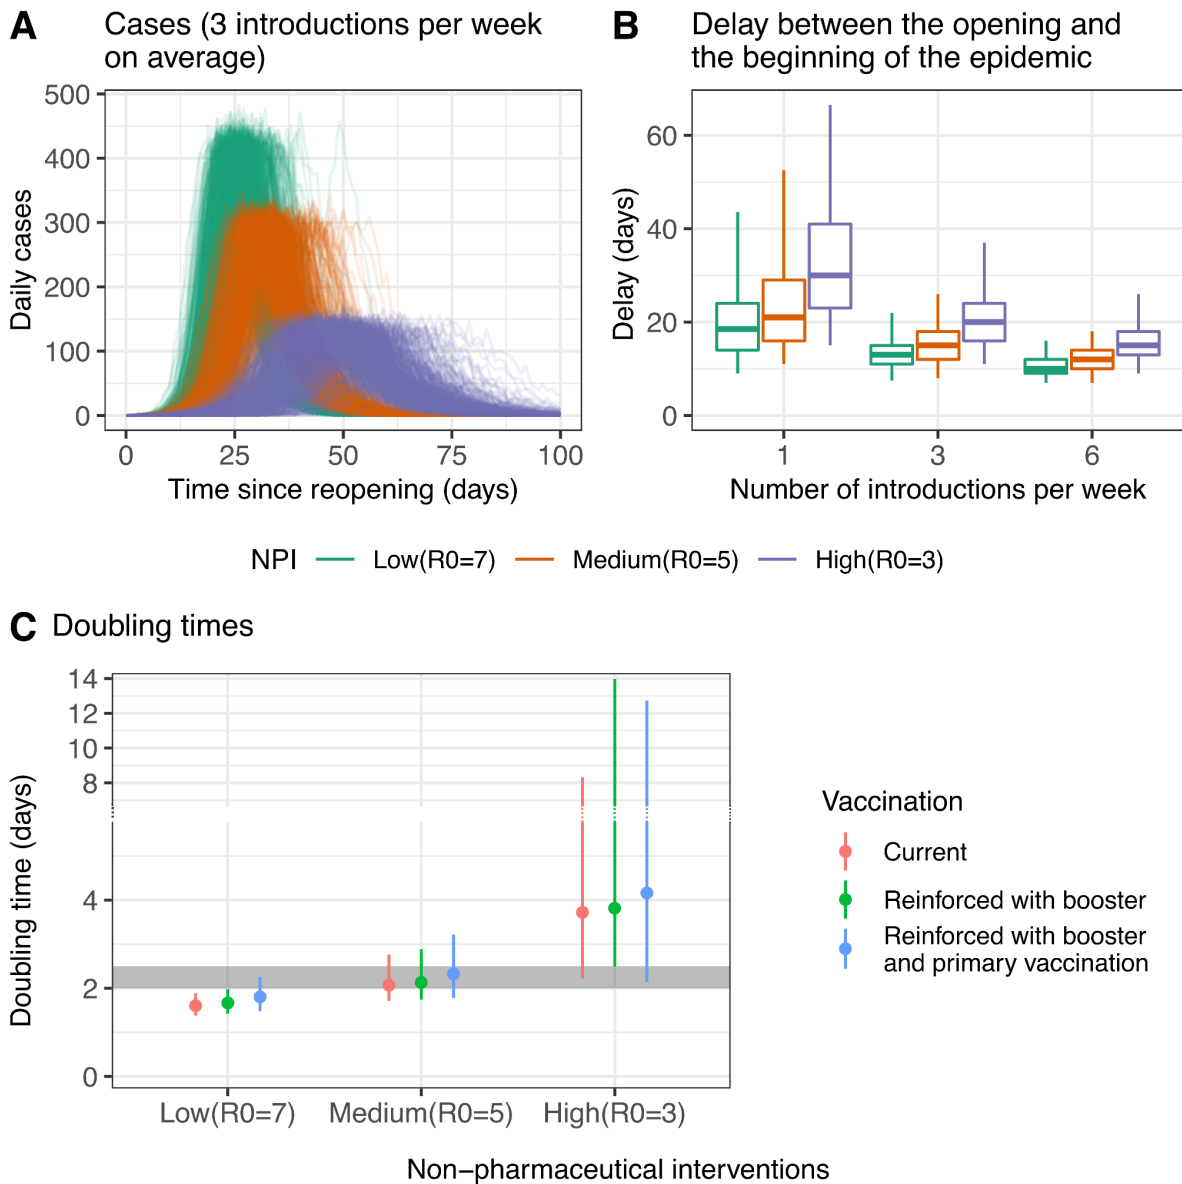 A Cases (3 introductions per week
on average)
500
400
300
200
100
0
Daily cases
0 25 50 75 100
Time since reopening (days)
B Delay between the opening and
the beginning of the epidemic
60
40
20
0
Delay (days)
1 3 6
Number of introductions per week
NPI Low(R0=7) Medium(R0=5) High(R0=3)
C Doubling times
14
12
10
8
4
2
0
Doubling time (days)
Low(R0=7) Medium(R0=5) High(R0=3)
Non−pharmaceutical interventions
Vaccination
Current
Reinforced with booster
Reinforced with booster
and primary vaccination